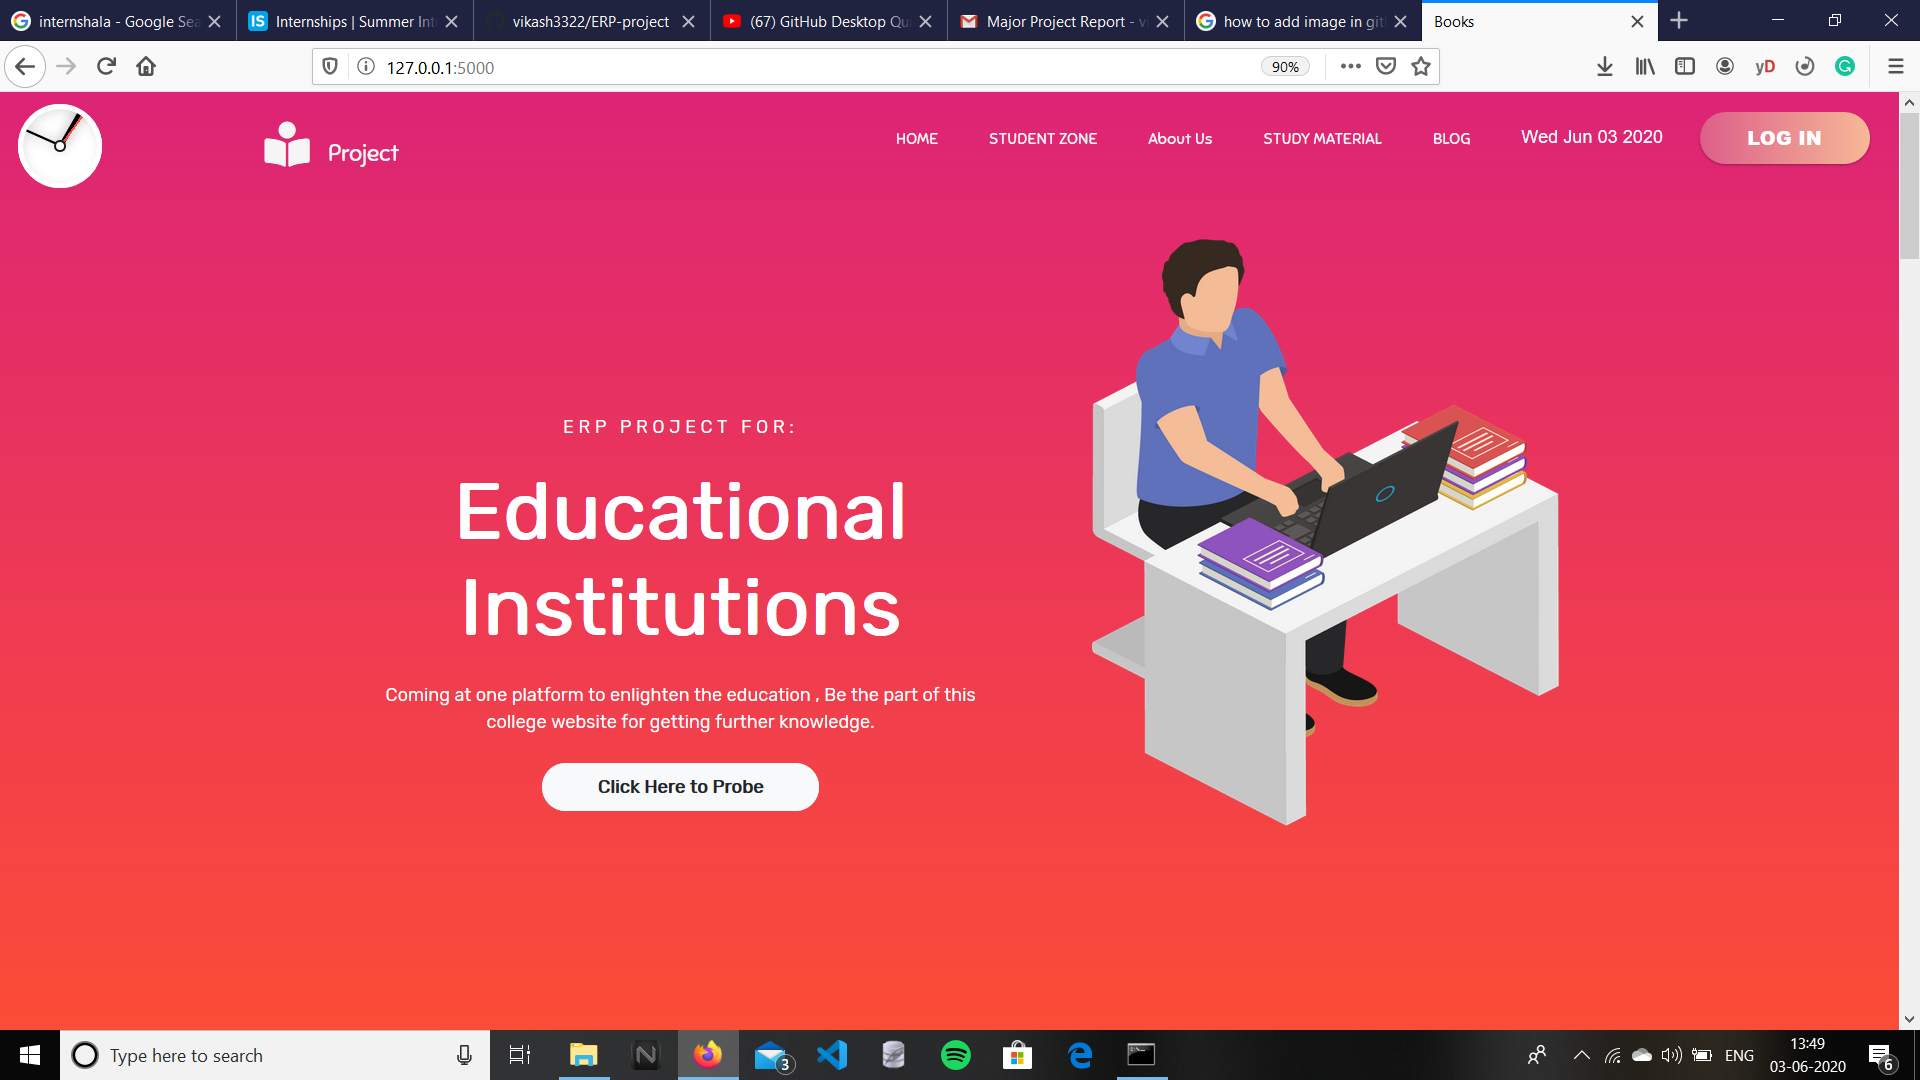 internshala - Google Sea
Internships | Summer Int
vikash3322/ERP-project
(67) GitHub Desktop Qu
Major Project Report - vi
how to add image in git
Books
127.0.0.1:5000
90%
yD
Project
HOME
STUDENT ZONE
About Us
STUDY MATERIAL
BLOG
Wed Jun 03 2020
LOG IN
ERP PROJECT FOR:
Educational
Institutions
Coming at one platform to enlighten the education , Be the part of this
college website for getting further knowledge.
Click Here to Probe
Type here to search
3
ENG
13:49
03-06-2020
6